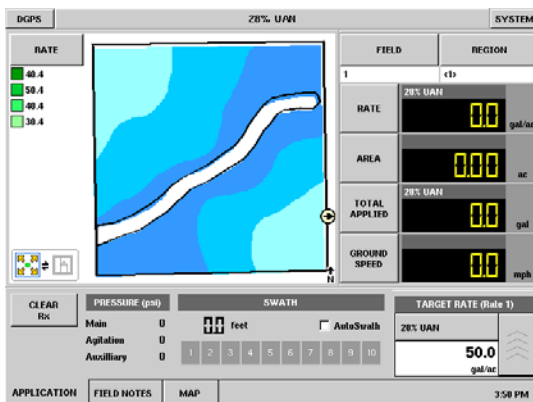 DGPS
28% UAN
SYSTEM
RATE
40.4
50.4
40.4
30.4
N
FIELD
REGION
1
<1>
RATE
28% UAN
0.0
gal/ac
AREA
0.00
ac
TOTAL
APPLIED
28% UAN
0.0
gal
GROUND
SPEED
0.0
mph
CLEAR
Rx
PRESSURE (psi)
Main 0
Agitation 0
Auxilliary 0
SWATH
feet
AutoSwath
1 2 3 4 5 6 7 8 9 10
TARGET RATE (Rule 1)
28% UAN
50.0
gal/ac
APPLICATION
FIELD NOTES
MAP
3:50 PM